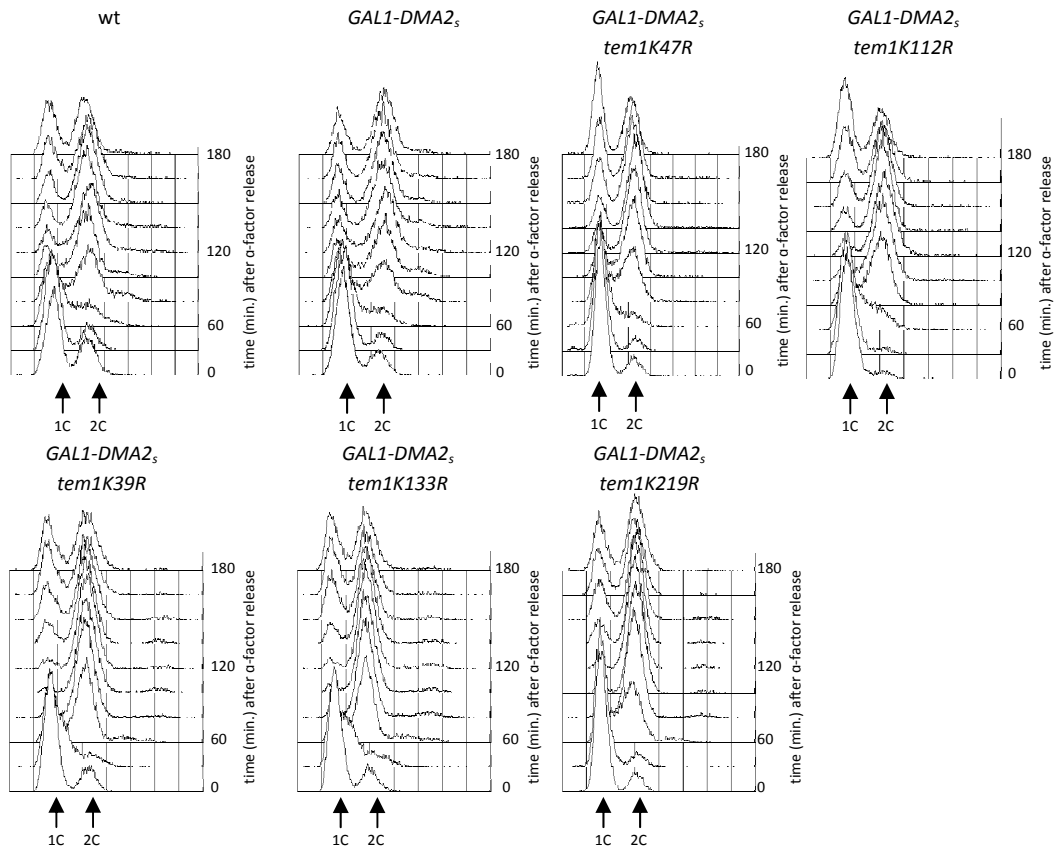 wt
180
120
60
0
time (min.) after α-factor release
1C 2C
GAL1-DMA2s
180
120
60
0
time (min.) after α-factor release
1C 2C
GAL1-DMA2s
tem1K47R
180
120
60
0
time (min.) after α-factor release
1C 2C
GAL1-DMA2s
tem1K112R
180
120
60
0
time (min.) after α-factor release
1C 2C
GAL1-DMA2s
tem1K39R
180
120
60
0
time (min.) after α-factor release
1C 2C
GAL1-DMA2s
tem1K133R
180
120
60
0
time (min.) after α-factor release
1C 2C
GAL1-DMA2s
tem1K219R
180
120
60
0
time (min.) after α-factor release
1C 2C